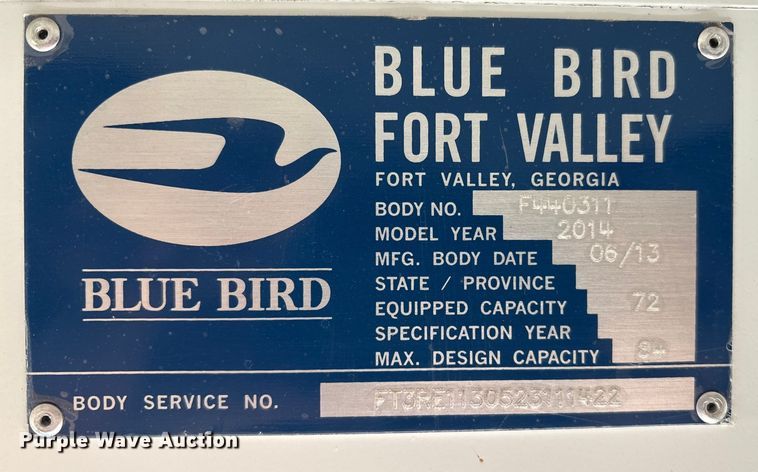 BLUE BIRD
FORT VALLEY
FORT VALLEY, GEORGIA
BODY NO. F440311
MODEL YEAR 2014
MFG. BODY DATE 06/13
STATE / PROVINCE
EQUIPPED CAPACITY 72
SPECIFICATION YEAR
MAX. DESIGN CAPACITY 84
BLUE BIRD
BODY SERVICE NO.
Purple Wave Auction